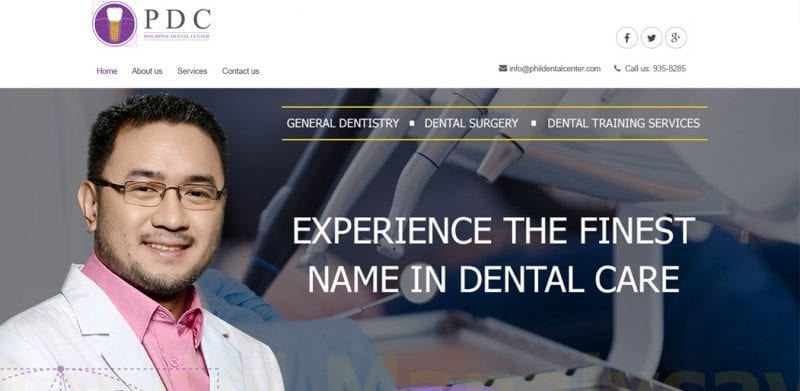 PDC
PHILIPPINE DENTAL CENTER
Home About us Services Contact us
info@phildentalcenter.com Call us: 935-8285
GENERAL DENTISTRY ▪ DENTAL SURGERY ▪ DENTAL TRAINING SERVICES
EXPERIENCE THE FINEST
NAME IN DENTAL CARE